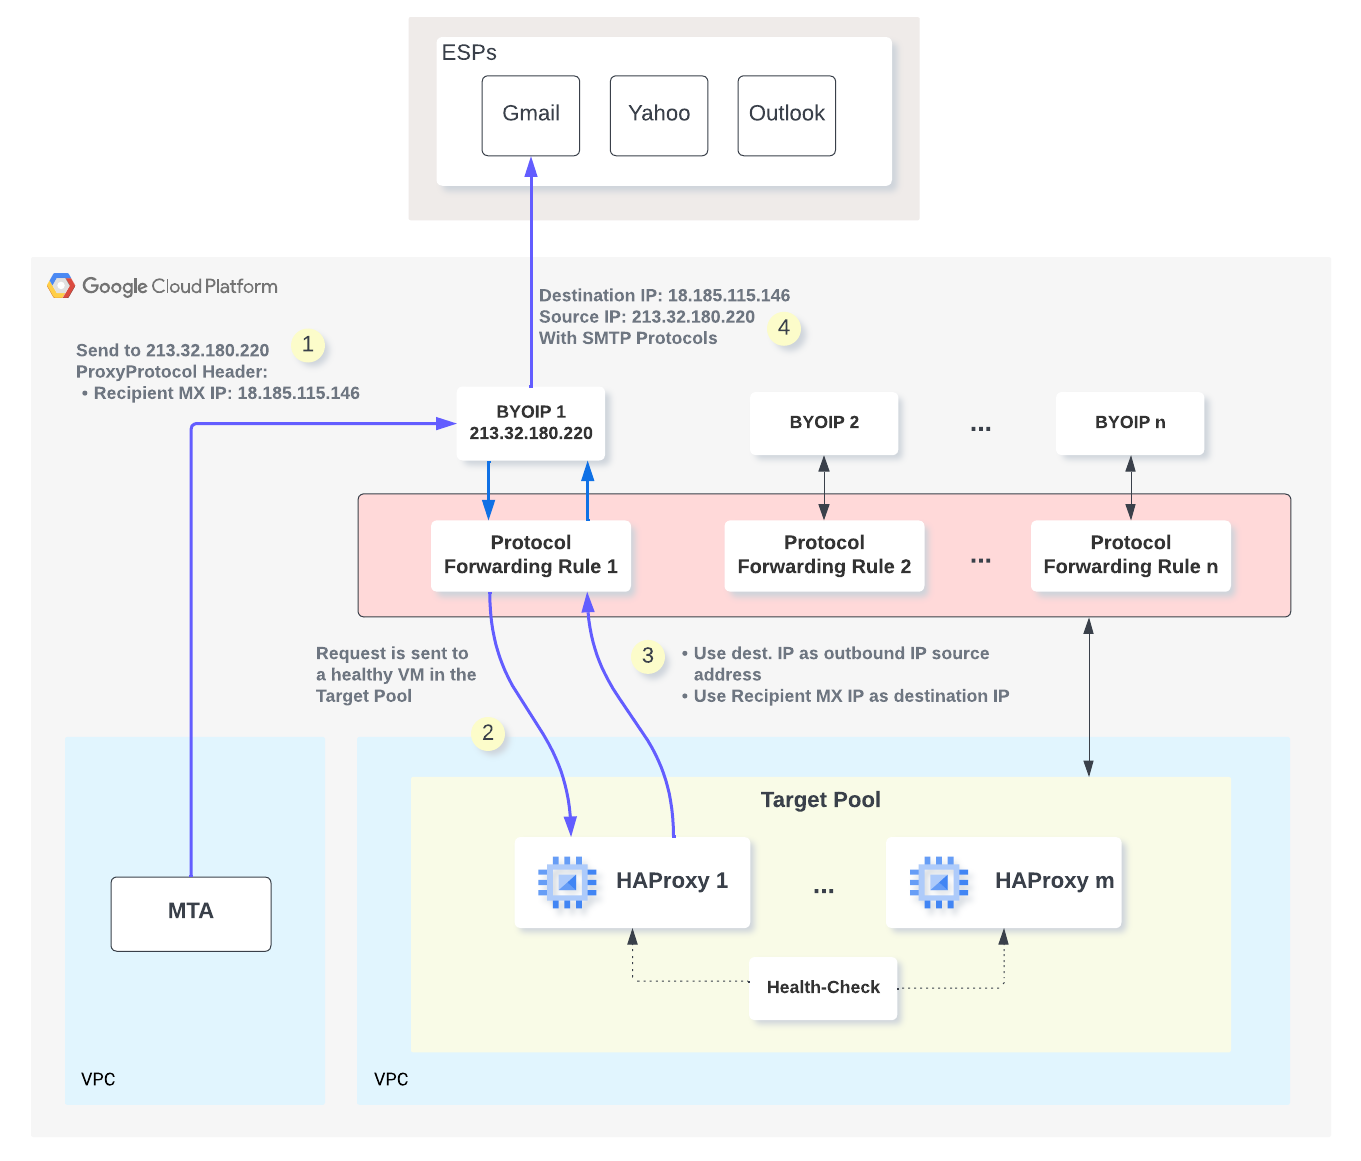 ESPs
Gmail
Yahoo
Outlook
Google Cloud Platform
Destination IP: 18.185.115.146
Source IP: 213.32.180.220
With SMTP Protocols
4
1
Send to 213.32.180.220
ProxyProtocol Header:
• Recipient MX IP: 18.185.115.146
BYOIP 1
213.32.180.220
BYOIP 2
...
BYOIP n
Protocol
Forwarding Rule 1
Protocol
Forwarding Rule 2
...
Protocol
Forwarding Rule n
Request is sent to
a healthy VM in the
Target Pool
2
3
• Use dest. IP as outbound IP source
address
• Use Recipient MX IP as destination IP
Target Pool
HAProxy 1
...
HAProxy m
MTA
Health-Check
VPC
VPC